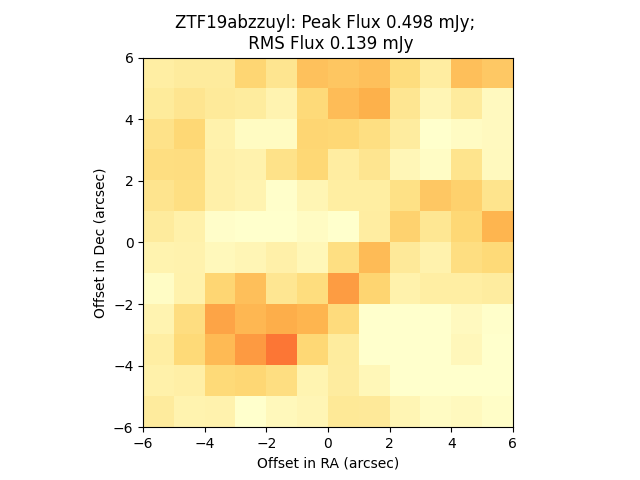 ZTF19abzzuyl: Peak Flux 0.498 mJy;
RMS Flux 0.139 mJy
6
4
2
0
−2
−4
−6
Offset in Dec (arcsec)
−6 −4 −2 0 2 4 6
Offset in RA (arcsec)